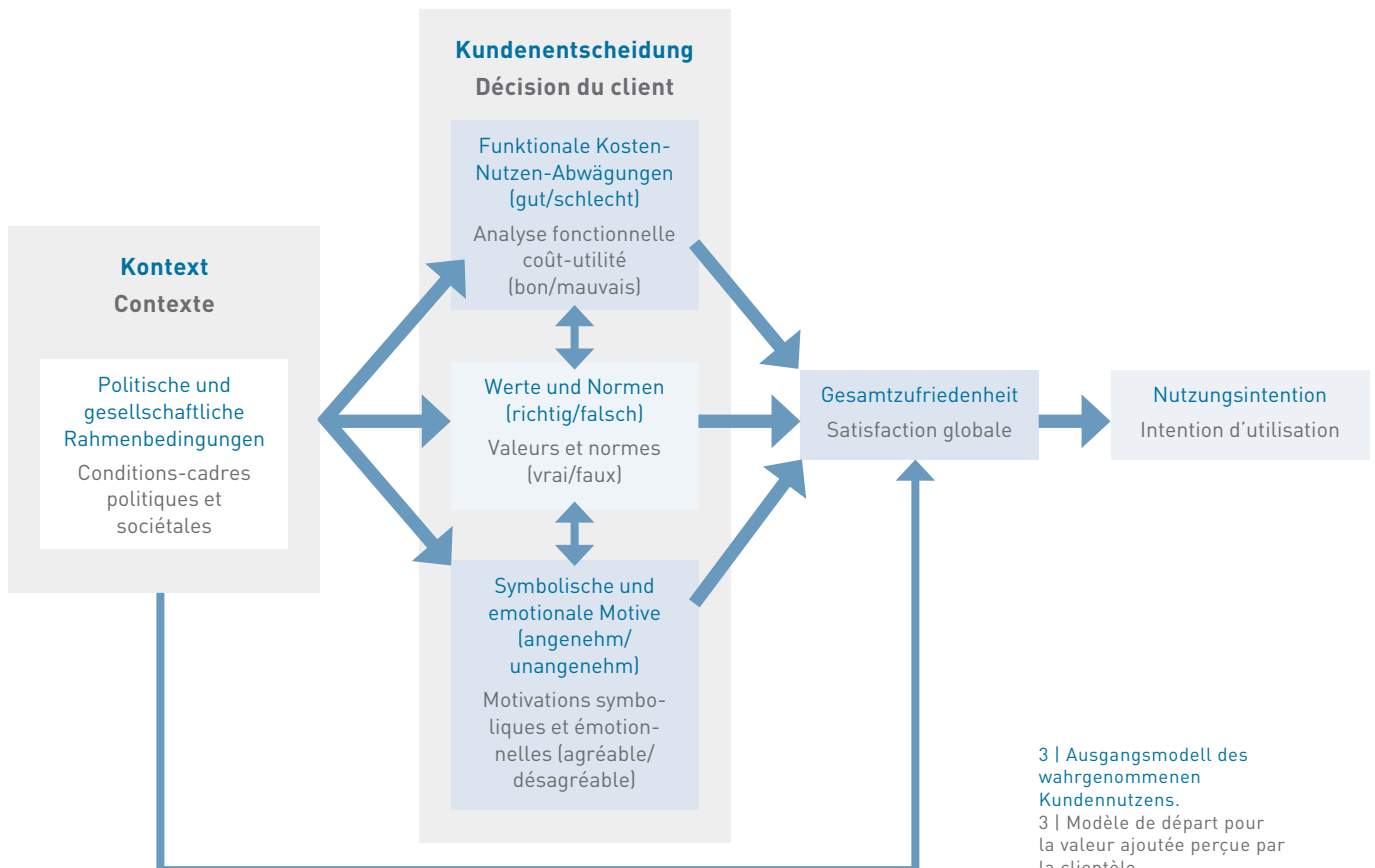 Kontext
Contexte
Politische und
gesellschaftliche
Rahmenbedingungen
Conditions-cadres
politiques et
sociétales
Kundenentscheidung
Décision du client
Funktionale Kosten-
Nutzen-Abwägungen
(gut/schlecht)
Analyse fonctionnelle
coût-utilité
(bon/mauvais)
Werte und Normen
(richtig/falsch)
Valeurs et normes
(vrai/faux)
Symbolische und
emotionale Motive
(angenehm/
unangenehm)
Motivations symbo-
liques et émotion-
nelles (agréable/
désagréable)
Gesamtzufriedenheit
Satisfaction globale
Nutzungsintention
Intention d’utilisation
3 | Ausgangsmodell des
wahrgenommenen
Kundennutzens.
3 | Modèle de départ pour
la valeur ajoutée perçue par
la clientèle